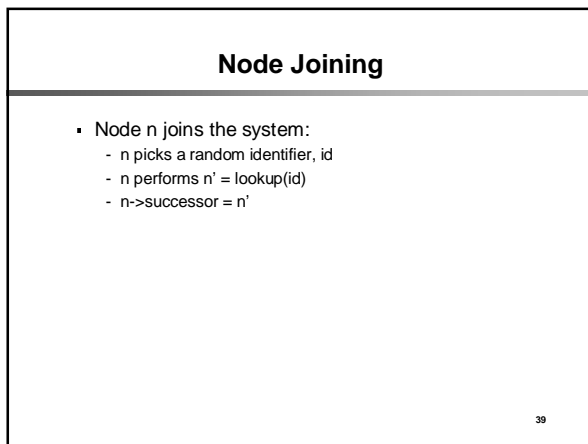 Node Joining
▪ Node n joins the system:
- n picks a random identifier, id
- n performs n’ = lookup(id)
- n->successor = n’
39